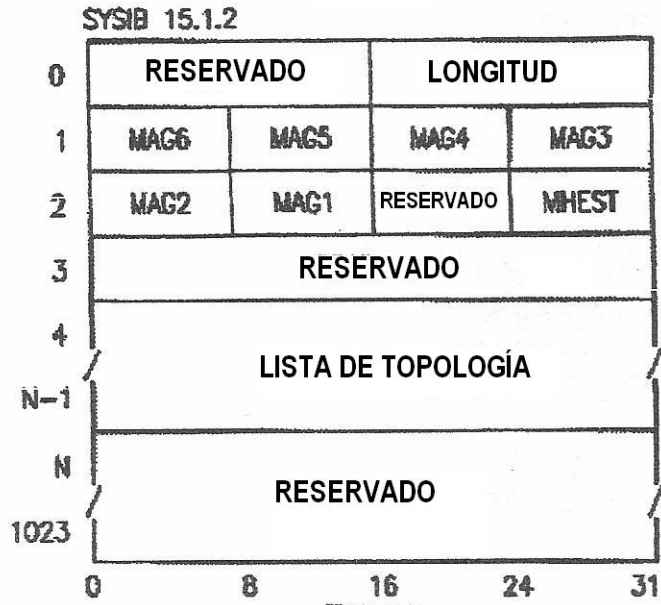 SYSIB 15.1.2
0 RESERVADO LONGITUD
1 MAG6 MAG5 MAG4 MAG3
2 MAG2 MAG1 RESERVADO MHEST
3 RESERVADO
4
LISTA DE TOPOLOGÍA
N-1
N
RESERVADO
1023
0 8 16 24 31